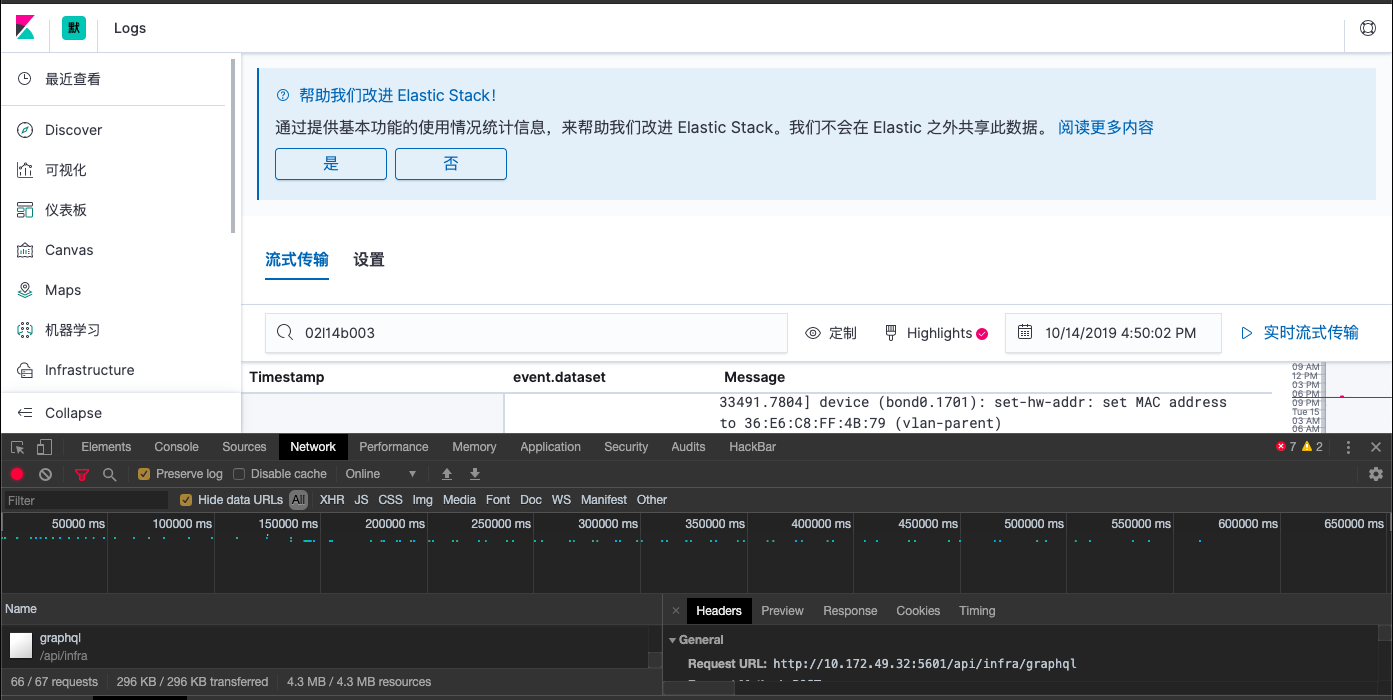 默
Logs
最近查看
Discover
可视化
仪表板
Canvas
Maps
机器学习
Infrastructure
Collapse
帮助我们改进 Elastic Stack!
通过提供基本功能的使用情况统计信息，来帮助我们改进 Elastic Stack。我们不会在 Elastic 之外共享此数据。 阅读更多内容
是 否
流式传输 设置
02l14b003 定制 Highlights 10/14/2019 4:50:02 PM 实时流式传输
Timestamp event.dataset Message
33491.7804] device (bond0.1701): set-hw-addr: set MAC address
to 36:E6:C8:FF:4B:79 (vlan-parent)
09 AM
12 PM
03 PM
06 PM
09 PM
Tue 15
03 AM
06 AM
Elements Console Sources Network Performance Memory Application Security Audits HackBar 7 2
Preserve log Disable cache Online
Filter Hide data URLs All XHR JS CSS Img Media Font Doc WS Manifest Other
50000 ms 100000 ms 150000 ms 200000 ms 250000 ms 300000 ms 350000 ms 400000 ms 450000 ms 500000 ms 550000 ms 600000 ms 650000 ms
Name
graphql
/api/infra
66 / 67 requests 296 KB / 296 KB transferred 4.3 MB / 4.3 MB resources
Headers Preview Response Cookies Timing
General
Request URL: http://10.172.49.32:5601/api/infra/graphql